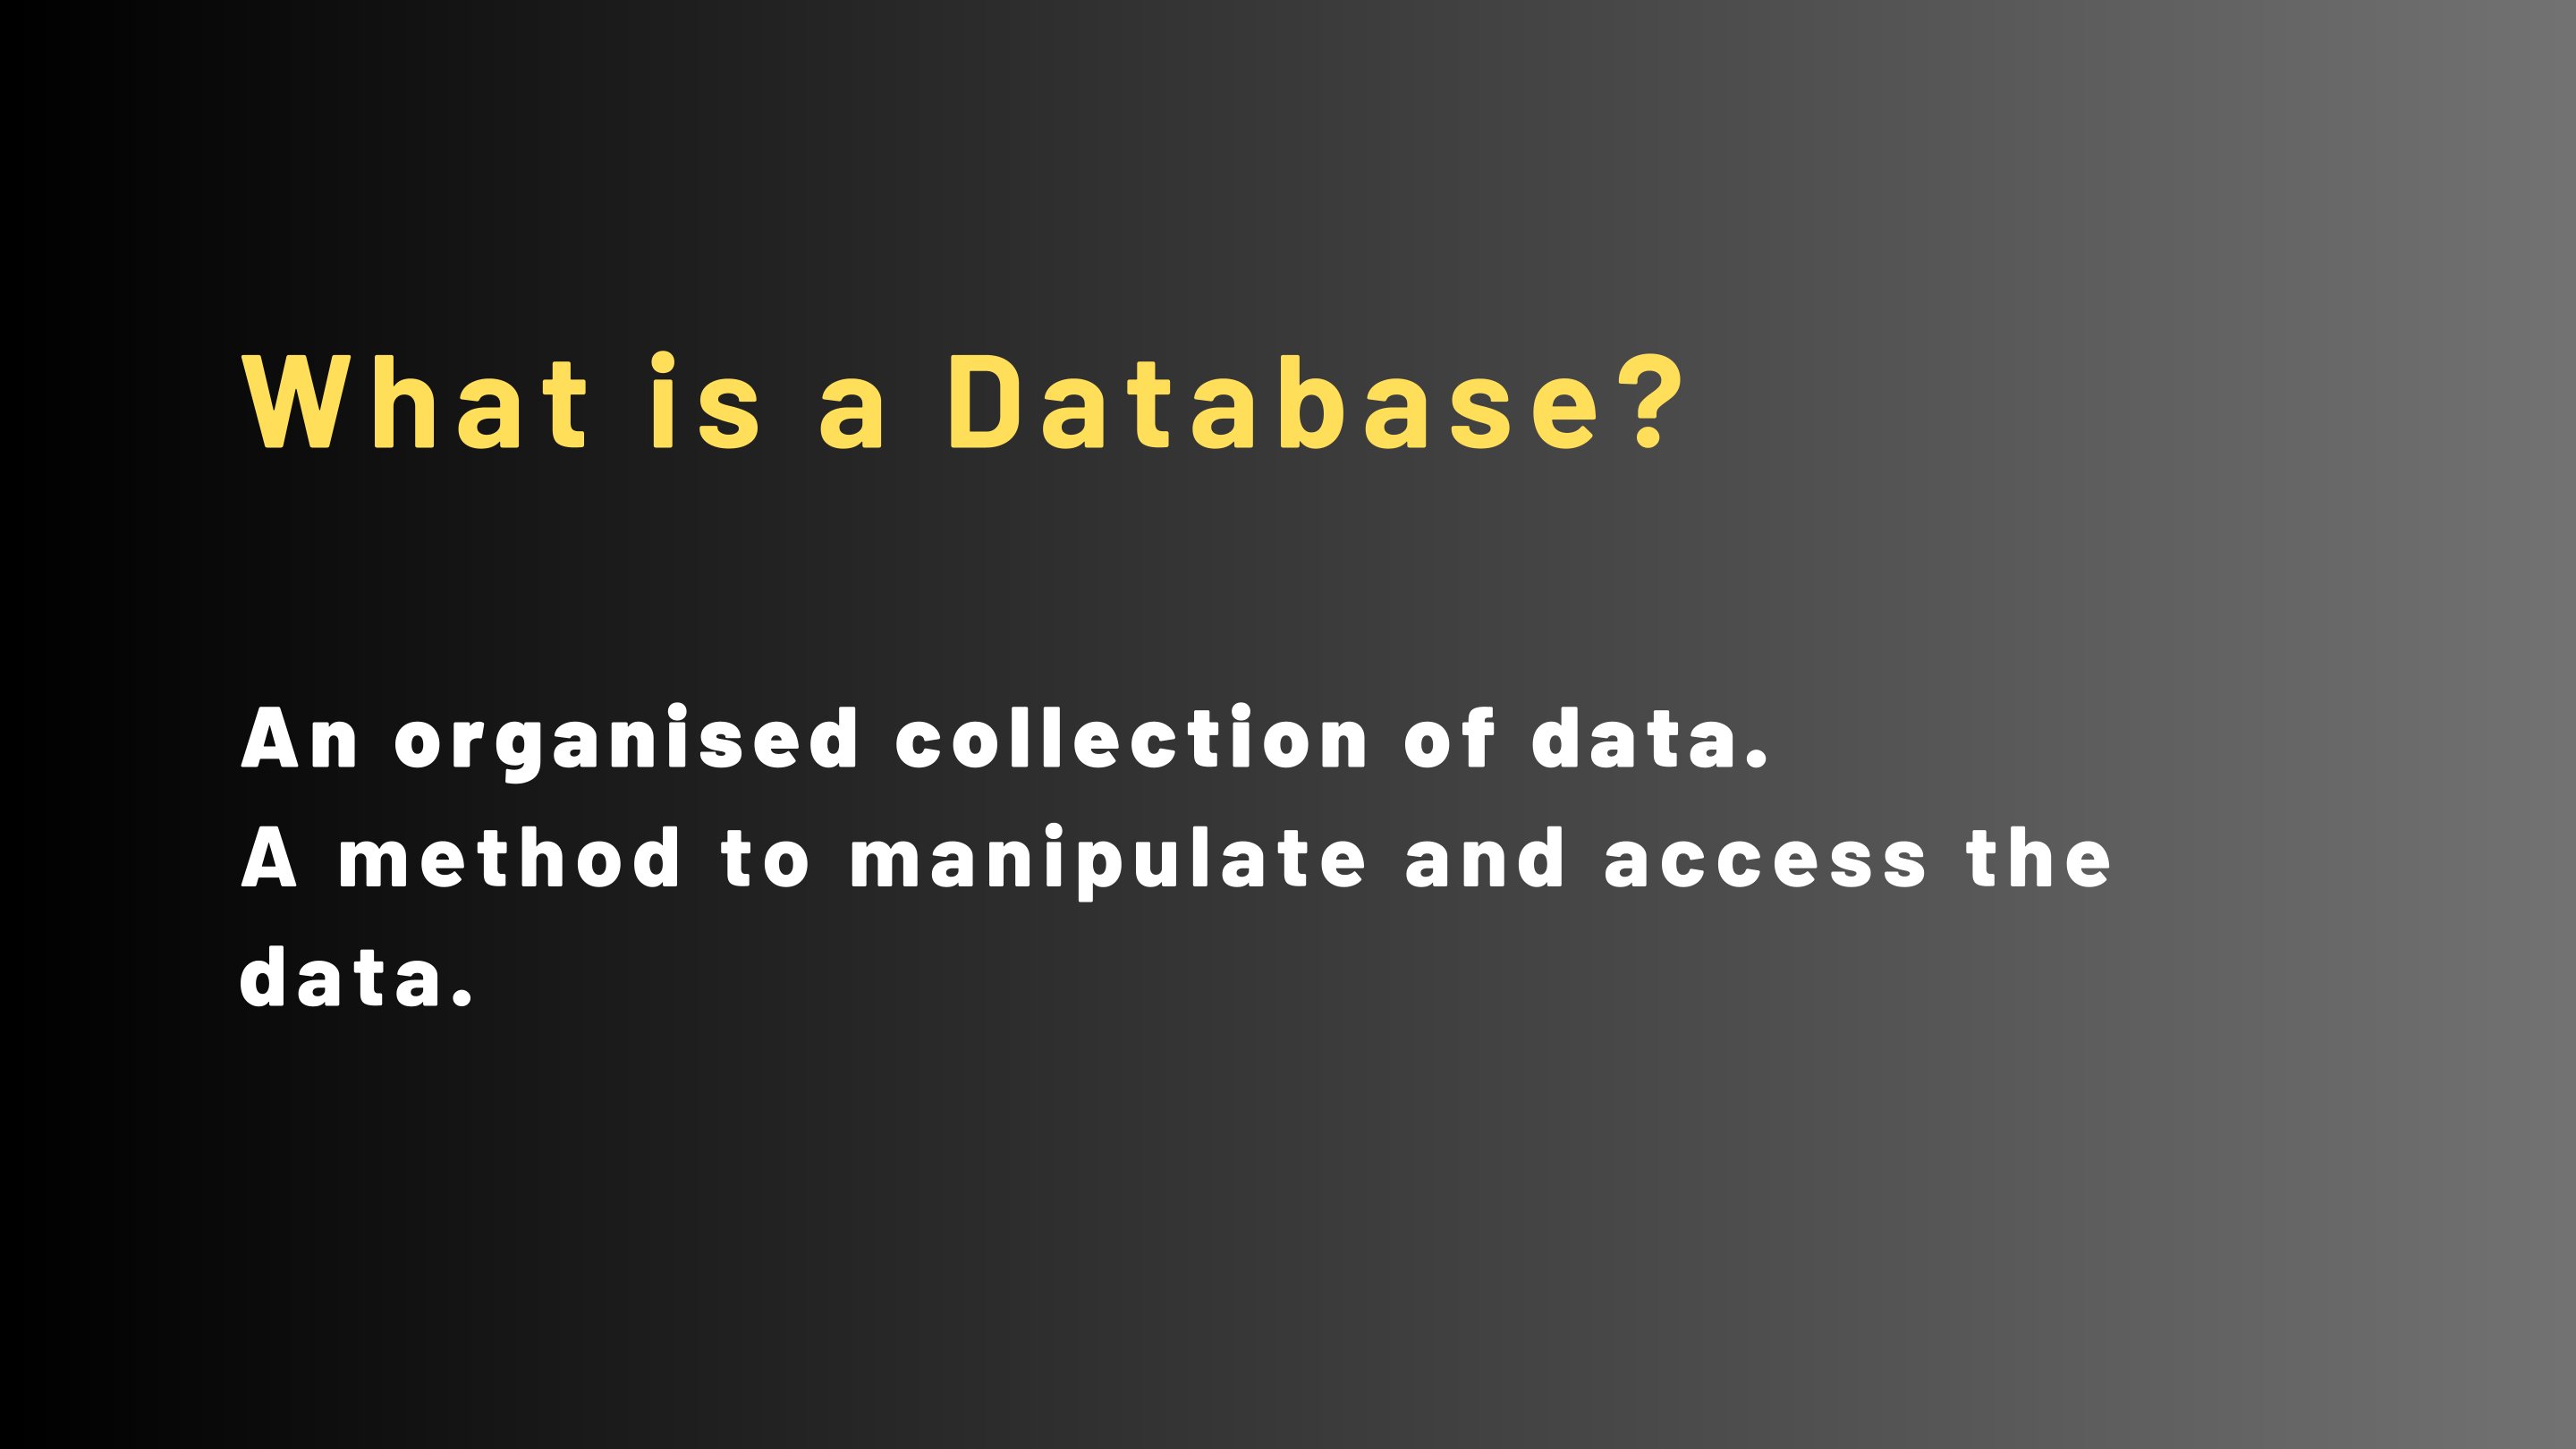 What is a Database?
An organised collection of data.
A method to manipulate and access the
data.